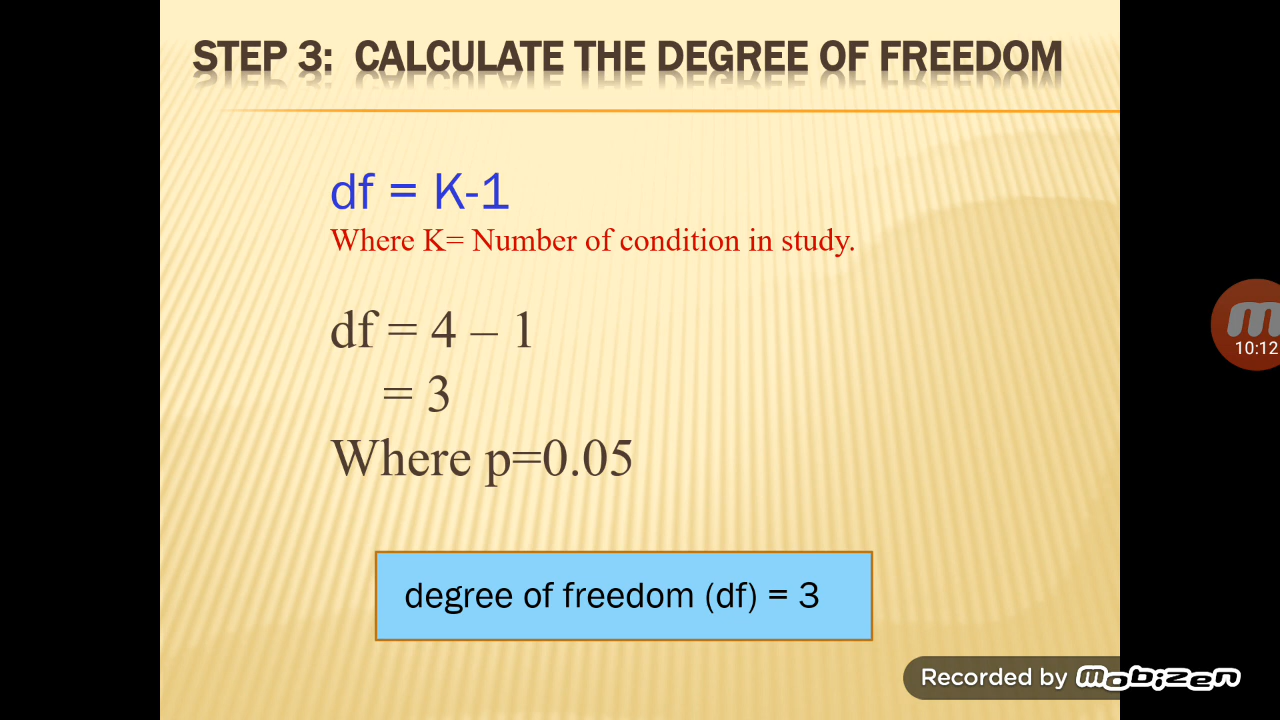 STEP 3: CALCULATE THE DEGREE OF FREEDOM
df = K-1
Where K= Number of condition in study.
df = 4 – 1
= 3
Where p=0.05
degree of freedom (df) = 3
10:12
Recorded by mobizen